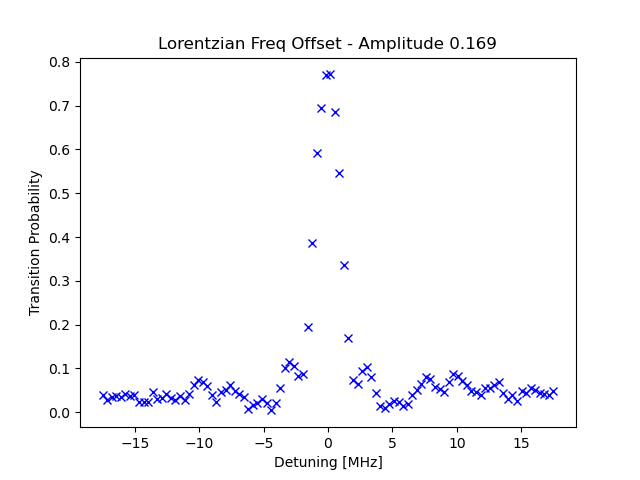 Lorentzian Freq Offset - Amplitude 0.169
0.8
0.7
0.6
0.5
0.4
0.3
0.2
0.1
0.0
Transition Probability
−15 −10 −5 0 5 10 15
Detuning [MHz]